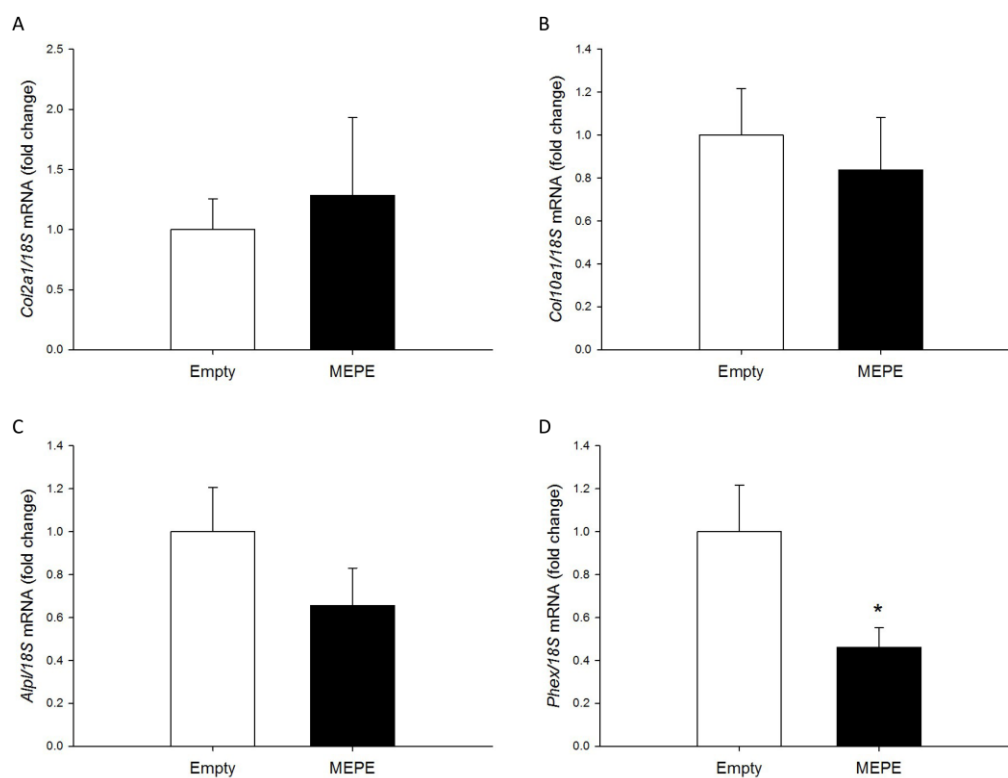 A
Col2a1/18S mRNA (fold change)
2.5
2.0
1.5
1.0
0.5
0.0
Empty
MEPE
B
Col10a1/18S mRNA (fold change)
1.4
1.2
1.0
0.8
0.6
0.4
0.2
0.0
Empty
MEPE
C
Alpl/18S mRNA (fold change)
1.4
1.2
1.0
0.8
0.6
0.4
0.2
0.0
Empty
MEPE
D
Phex/18S mRNA (fold change)
1.4
1.2
1.0
0.8
0.6
0.4
0.2
0.0
*
Empty
MEPE